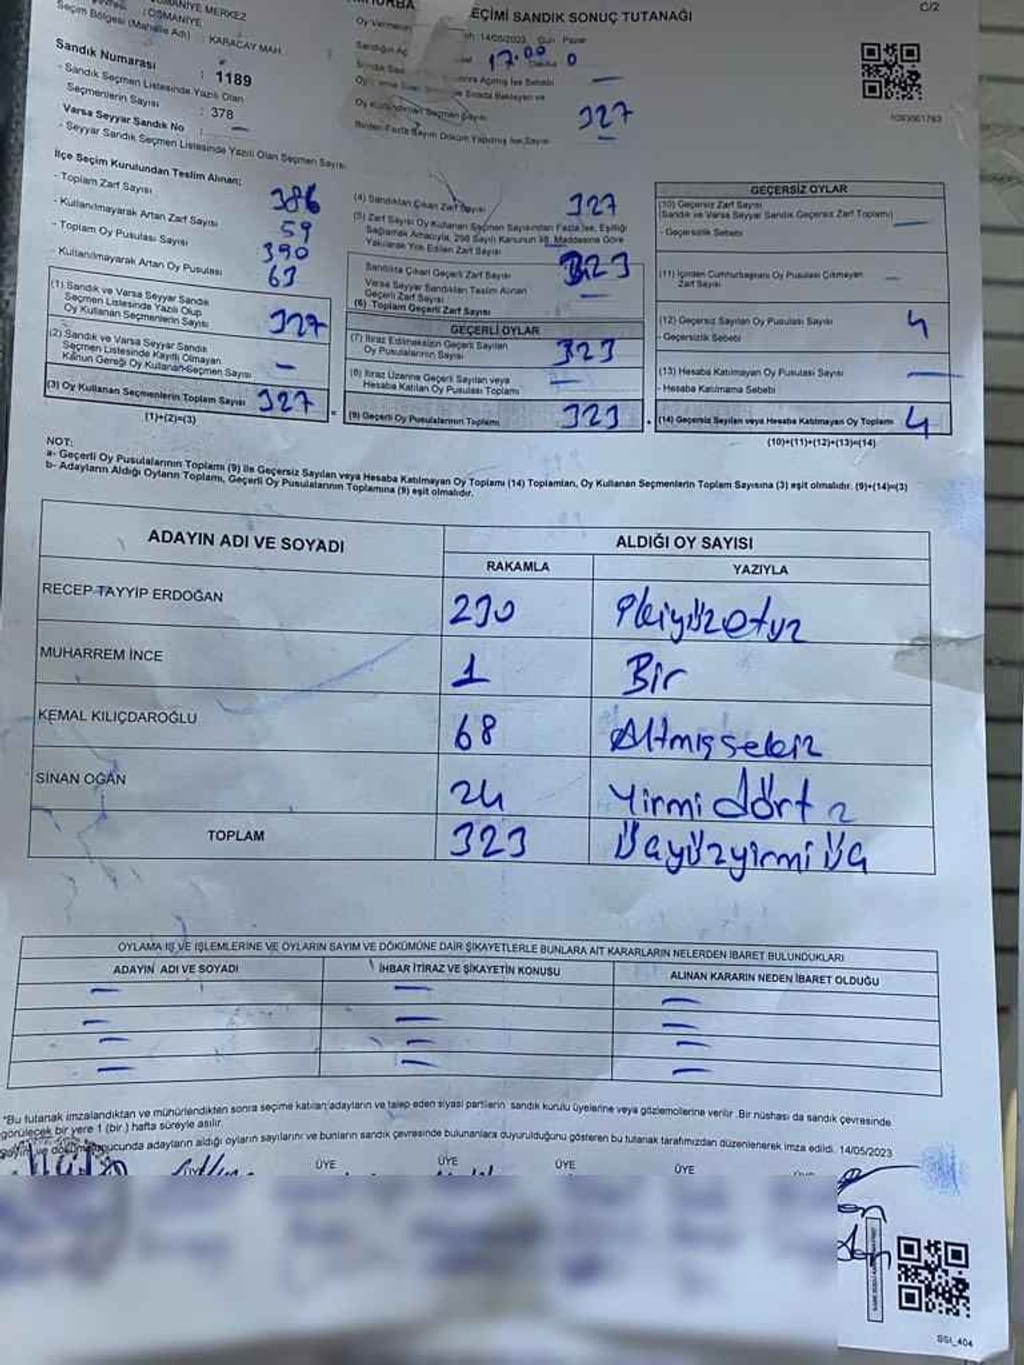 OSMANİYE MERKEZ
: OSMANİYE
Seçim Bölgesi (Mahalle Adı) : KARACAY MAH
Sandık Numarası : 1189
- Sandık Seçmen Listesinde Yazılı Olan
Seçmenlerin Sayısı : 378
Varsa Seyyar Sandık No : —
- Seyyar Sandık Seçmen Listesinde Yazılı Olan Seçmen Sayısı
EÇİMİ SANDIK SONUÇ TUTANAĞI
C/2
14/05/2023 Gün Pazar
17.00 0
—
327
Birden Fazla Sayım Döküm Yapılmış İse Sayısı —
İlçe Seçim Kurulundan Teslim Alınan;
- Toplam Zarf Sayısı 386
- Kullanılmayarak Artan Zarf Sayısı 59
- Toplam Oy Pusulası Sayısı 390
- Kullanılmayarak Artan Oy Pusulası 63
(1) Sandık ve Varsa Seyyar Sandık
Seçmen Listesinde Yazılı Olup
Oy Kullanan Seçmenlerin Sayısı 327
(2) Sandık ve Varsa Seyyar Sandık
Seçmen Listesinde Kayıtlı Olmayan
Kanun Gereği Oy Kullanan Seçmen Sayısı —
(3) Oy Kullanan Seçmenlerin Toplam Sayısı 327
(1)+(2)=(3)
(4) Sandıktan Çıkan Zarf Sayısı 327
(5) Zarf Sayısı Oy Kullanan Seçmen Sayısından Fazla İse, Eşitliği
Sağlamak Amacıyla, 298 Sayılı Kanunun 98. Maddesine Göre
Yakılarak Yok Edilen Zarf Sayısı
Sandıkta Çıkan Geçerli Zarf Sayısı 323
Varsa Seyyar Sandıktan Teslim Alınan
Geçerli Zarf Sayısı —
(6) Toplam Geçerli Zarf Sayısı
GEÇERLİ OYLAR
(7) İtiraz Edilmeksizin Geçerli Sayılan
Oy Pusulalarının Sayısı 323
(8) İtiraz Üzerine Geçerli Sayılan veya
Hesaba Katılan Oy Pusulası Toplamı —
(9) Geçerli Oy Pusulalarının Toplamı 323
GEÇERSİZ OYLAR
(10) Geçersiz Zarf Sayısı
(Sandık ve Varsa Seyyar Sandık Geçersiz Zarf Toplamı) —
- Geçersizlik Sebebi
(11) İçinden Cumhurbaşkanı Oy Pusulası Çıkmayan
Zarf Sayısı —
(12) Geçersiz Sayılan Oy Pusulası Sayısı 4
- Geçersizlik Sebebi
(13) Hesaba Katılmayan Oy Pusulası Sayısı —
- Hesaba Katılmama Sebebi
(14) Geçersiz Sayılan veya Hesaba Katılmayan Oy Toplamı 4
(10)+(11)+(12)+(13)=(14)
NOT:
a- Geçerli Oy Pusulalarının Toplamı (9) ile Geçersiz Sayılan veya Hesaba Katılmayan Oy Toplamı (14) Toplamları, Oy Kullanan Seçmenlerin Toplam Sayısına (3) eşit olmalıdır. (9)+(14)=(3)
b- Adayların Aldığı Oyların Toplamı, Geçerli Oy Pusulalarının Toplamına (9) eşit olmalıdır.
ADAYIN ADI VE SOYADI
ALDIĞI OY SAYISI
RAKAMLA YAZIYLA
RECEP TAYYİP ERDOĞAN 230 ikiyüzotuz
MUHARREM İNCE 1 Bir
KEMAL KILIÇDAROĞLU 68 Altmışsekiz
SİNAN OĞAN 24 Yirmi dört
TOPLAM 323 Üçyüzyirmi üç
OYLAMA İŞ VE İŞLEMLERİNE VE OYLARIN SAYIM VE DÖKÜMÜNE DAİR ŞİKAYETLERLE BUNLARA AİT KARARLARIN NELERDEN İBARET BULUNDUKLARI
ADAYIN ADI VE SOYADI İHBAR İTİRAZ VE ŞİKAYETİN KONUSU ALINAN KARARIN NEDEN İBARET OLDUĞU
— — —
— — —
— — —
— — —
*Bu tutanak imzalandıktan ve mühürlendikten sonra seçime katılan adayların ve talep eden siyasi partilerin sandık kurulu üyelerine veya gözlemcilerine verilir. Bir nüshası da sandık çevresinde
görülecek bir yere 1 (bir) hafta süreyle asılır.
Sayım ve dökümü sonucunda adayların aldığı oyların sayılarını ve bunların sandık çevresinde bulunanlara duyurulduğunu gösteren bu tutanak tarafımızdan düzenlenerek imza edildi. 14/05/2023
ÜYE ÜYE ÜYE ÜYE
SSI_404